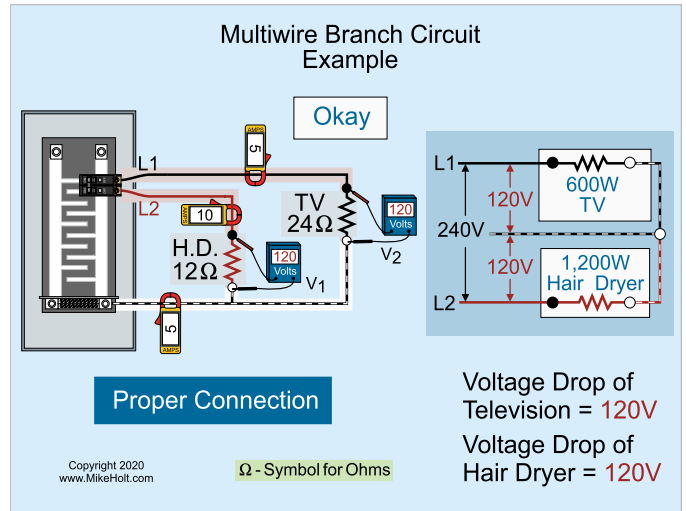 Multiwire Branch Circuit
Example
Okay
AMPS
5
L1
L2
AMPS
10
TV
24Ω
120
Volts
V2
H.D.
12Ω
120
Volts
V1
5
AMPS
L1
600W
TV
120V
240V
120V
1,200W
Hair Dryer
L2
Proper Connection
Voltage Drop of
Television = 120V
Voltage Drop of
Hair Dryer = 120V
Copyright 2020
www.MikeHolt.com
Ω - Symbol for Ohms